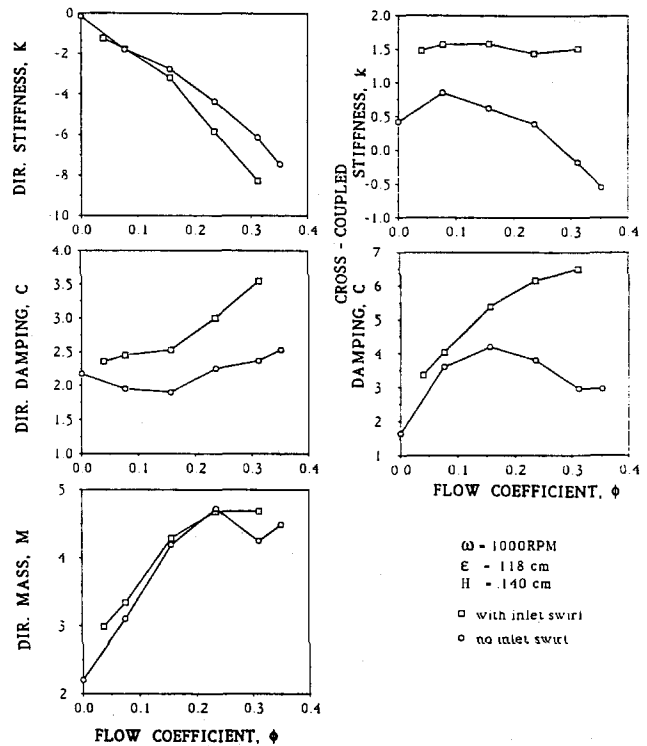 DIR. STIFFNESS, K
0
-2
-4
-6
-8
-10
0.0 0.1 0.2 0.3 0.4
CROSS - COUPLED
STIFFNESS, k
2.0
1.5
1.0
0.5
0.0
-0.5
-1.0
0.0 0.1 0.2 0.3 0.4
DIR. DAMPING, C
4.0
3.5
3.0
2.5
2.0
1.5
1.0
0.0 0.1 0.2 0.3 0.4
DAMPING, C
7
6
5
4
3
2
1
0.0 0.1 0.2 0.3 0.4
FLOW COEFFICIENT, ϕ
DIR. MASS, M
5
4
3
2
0.0 0.1 0.2 0.3 0.4
FLOW COEFFICIENT, ϕ
ω - 1000RPM
ε - .118 cm
H - .140 cm
□ with inlet swirl
○ no inlet swirl